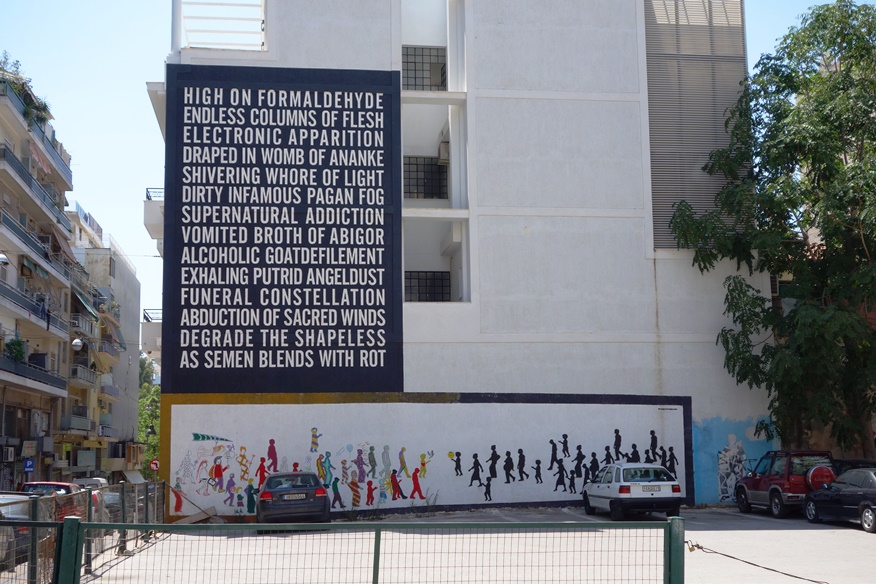 HIGH ON FORMALDEHYDE
ENDLESS COLUMNS OF FLESH
ELECTRONIC APPARITION
DRAPED IN WOMB OF ANANKE
SHIVERING WHORE OF LIGHT
DIRTY INFAMOUS PAGAN FOG
SUPERNATURAL ADDICTION
VOMITED BROTH OF ABIGOR
ALCOHOLIC GOATDEFILEMENT
EXHALING PUTRID ANGELDUST
FUNERAL CONSTELLATION
ABDUCTION OF SACRED WINDS
DEGRADE THE SHAPELESS
AS SEMEN BLENDS WITH ROT
P